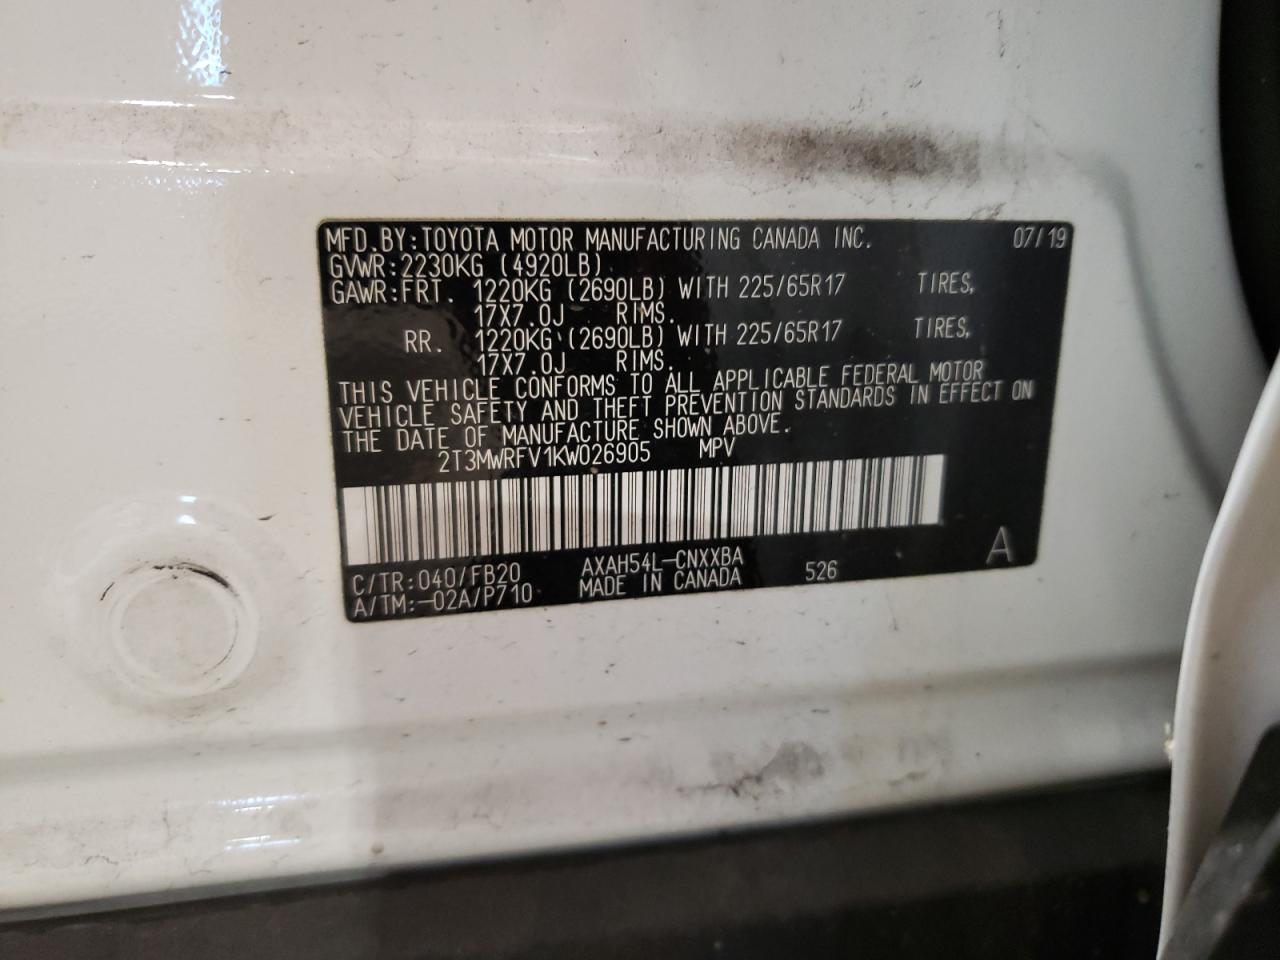 MFD.BY:TOYOTA MOTOR MANUFACTURING CANADA INC. 07/19
GVWR:2230KG (4920LB)
GAWR:FRT. 1220KG (2690LB) WITH 225/65R17 TIRES,
17X7.0J RIMS.
RR. 1220KG (2690LB) WITH 225/65R17 TIRES,
17X7.0J RIMS.
THIS VEHICLE CONFORMS TO ALL APPLICABLE FEDERAL MOTOR
VEHICLE SAFETY AND THEFT PREVENTION STANDARDS IN EFFECT ON
THE DATE OF MANUFACTURE SHOWN ABOVE.
2T3MWRFV1KW026905 MPV
C/TR:040/FB20 AXAH54L-CNXXBA
A/TM:-02A/P710 MADE IN CANADA 526 A